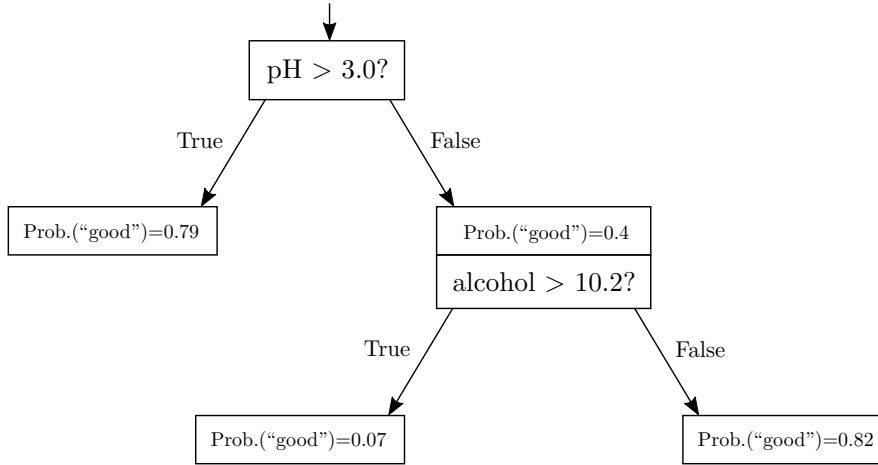 pH > 3.0?
True
False
Prob.(“good”)=0.79
Prob.(“good”)=0.4
alcohol > 10.2?
True
False
Prob.(“good”)=0.07
Prob.(“good”)=0.82